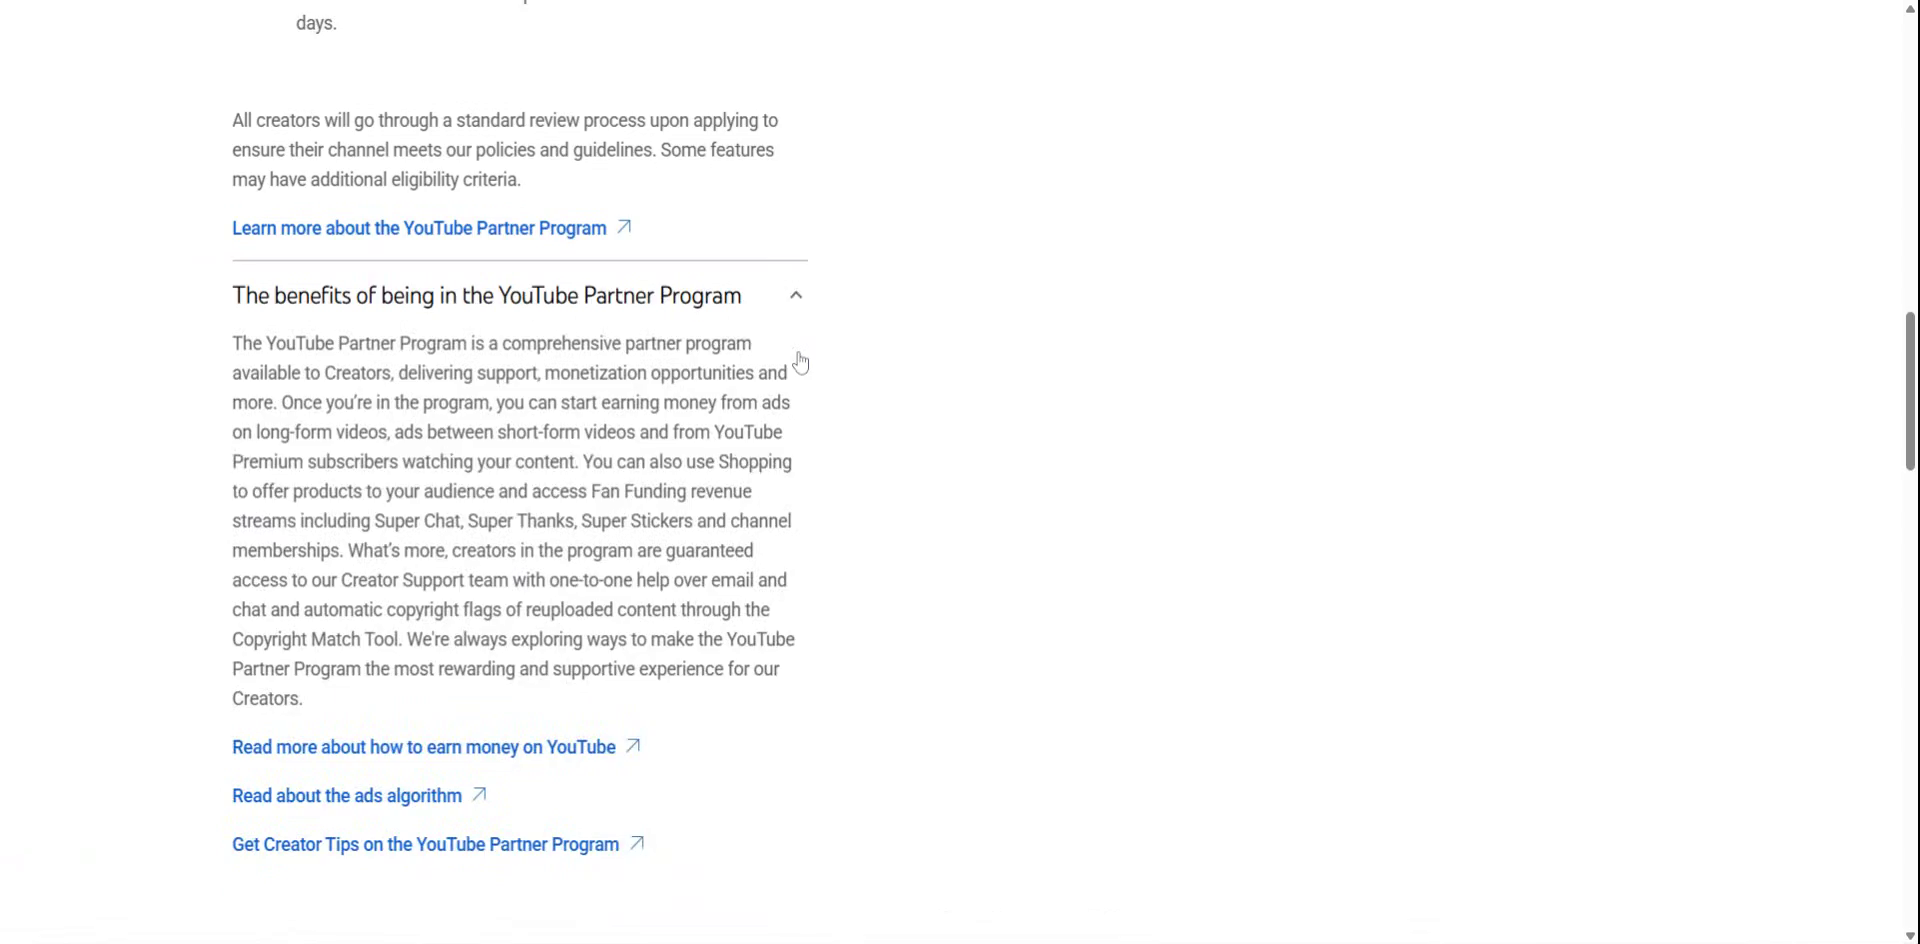 days.
All creators will go through a standard review process upon applying to
ensure their channel meets our policies and guidelines. Some features
may have additional eligibility criteria.
Learn more about the YouTube Partner Program
The benefits of being in the YouTube Partner Program
The YouTube Partner Program is a comprehensive partner program
available to Creators, delivering support, monetization opportunities and
more. Once you’re in the program, you can start earning money from ads
on long-form videos, ads between short-form videos and from YouTube
Premium subscribers watching your content. You can also use Shopping
to offer products to your audience and access Fan Funding revenue
streams including Super Chat, Super Thanks, Super Stickers and channel
memberships. What’s more, creators in the program are guaranteed
access to our Creator Support team with one-to-one help over email and
chat and automatic copyright flags of reuploaded content through the
Copyright Match Tool. We're always exploring ways to make the YouTube
Partner Program the most rewarding and supportive experience for our
Creators.
Read more about how to earn money on YouTube
Read about the ads algorithm
Get Creator Tips on the YouTube Partner Program